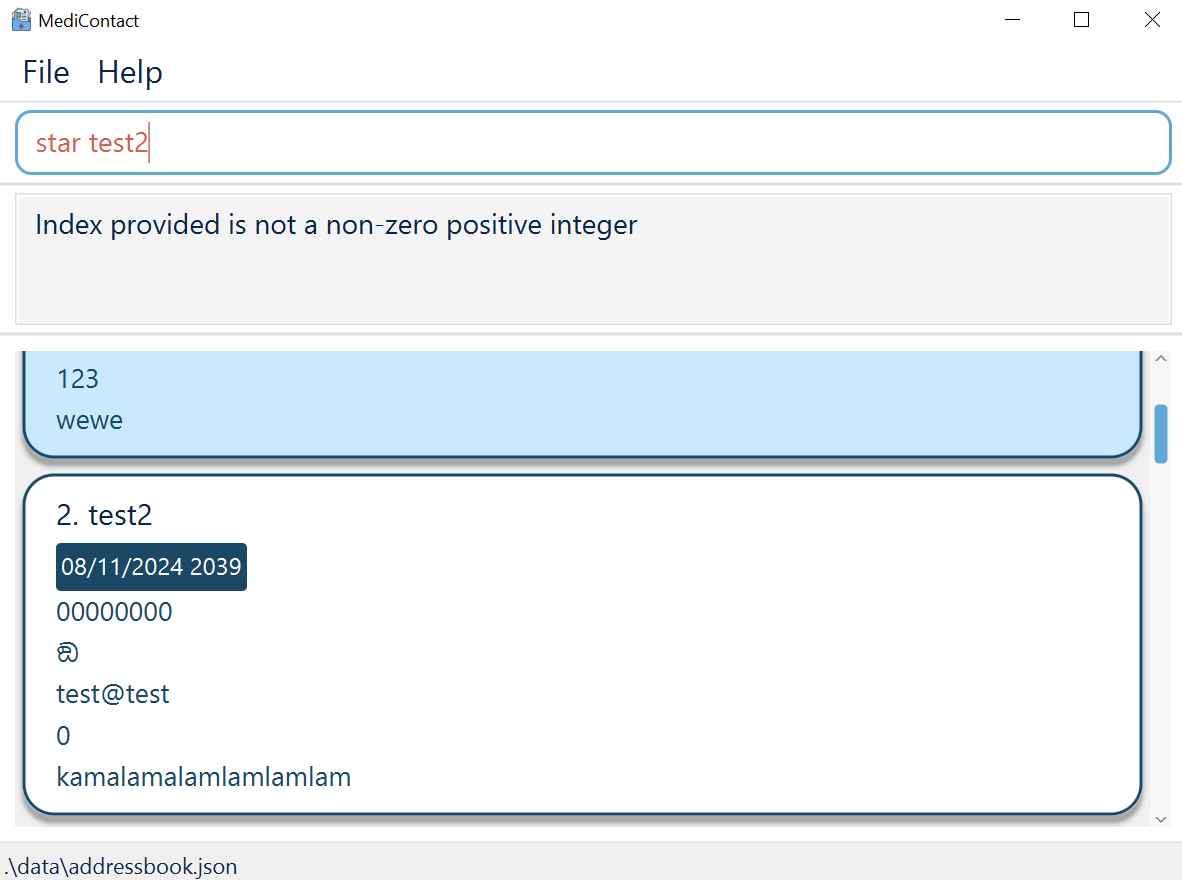 MediContact
File Help
star test2
Index provided is not a non-zero positive integer
123
wewe
2. test2
08/11/2024 2039
00000000
test@test
0
kamalamalamlamlamlam
.\data\addressbook.json